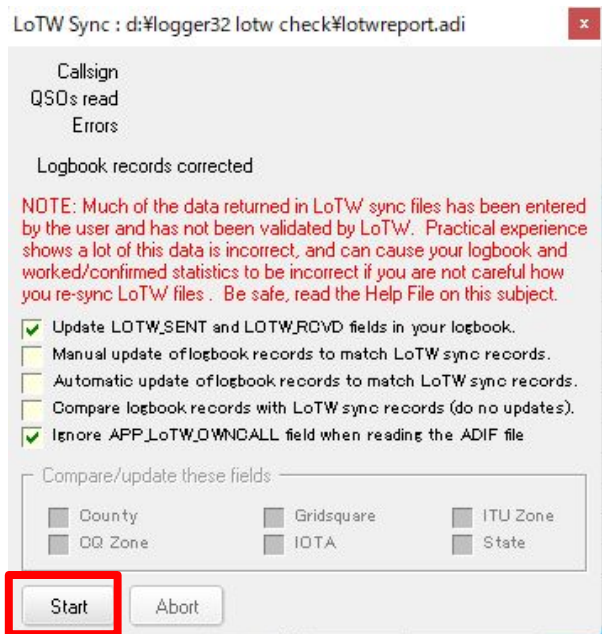 LoTW Sync : d:¥logger32 lotw check¥lotwreport.adi x
Callsign
QSOs read
Errors
Logbook records corrected
NOTE: Much of the data returned in LoTW sync files has been entered
by the user and has not been validated by LoTW. Practical experience
shows a lot of this data is incorrect, and can cause your logbook and
worked/confirmed statistics to be incorrect if you are not careful how
you re-sync LoTW files . Be safe, read the Help File on this subject.
Update LOTW_SENT and LOTW_RCVD fields in your logbook.
Manual update of logbook records to match LoTW sync records.
Automatic update of logbook records to match LoTW sync records.
Compare logbook records with LoTW sync records (do no updates).
Ignore APP_LoTW_OWNCALL field when reading the ADIF file
Compare/update these fields
County Gridsquare ITU Zone
CQ Zone IOTA State
Start Abort